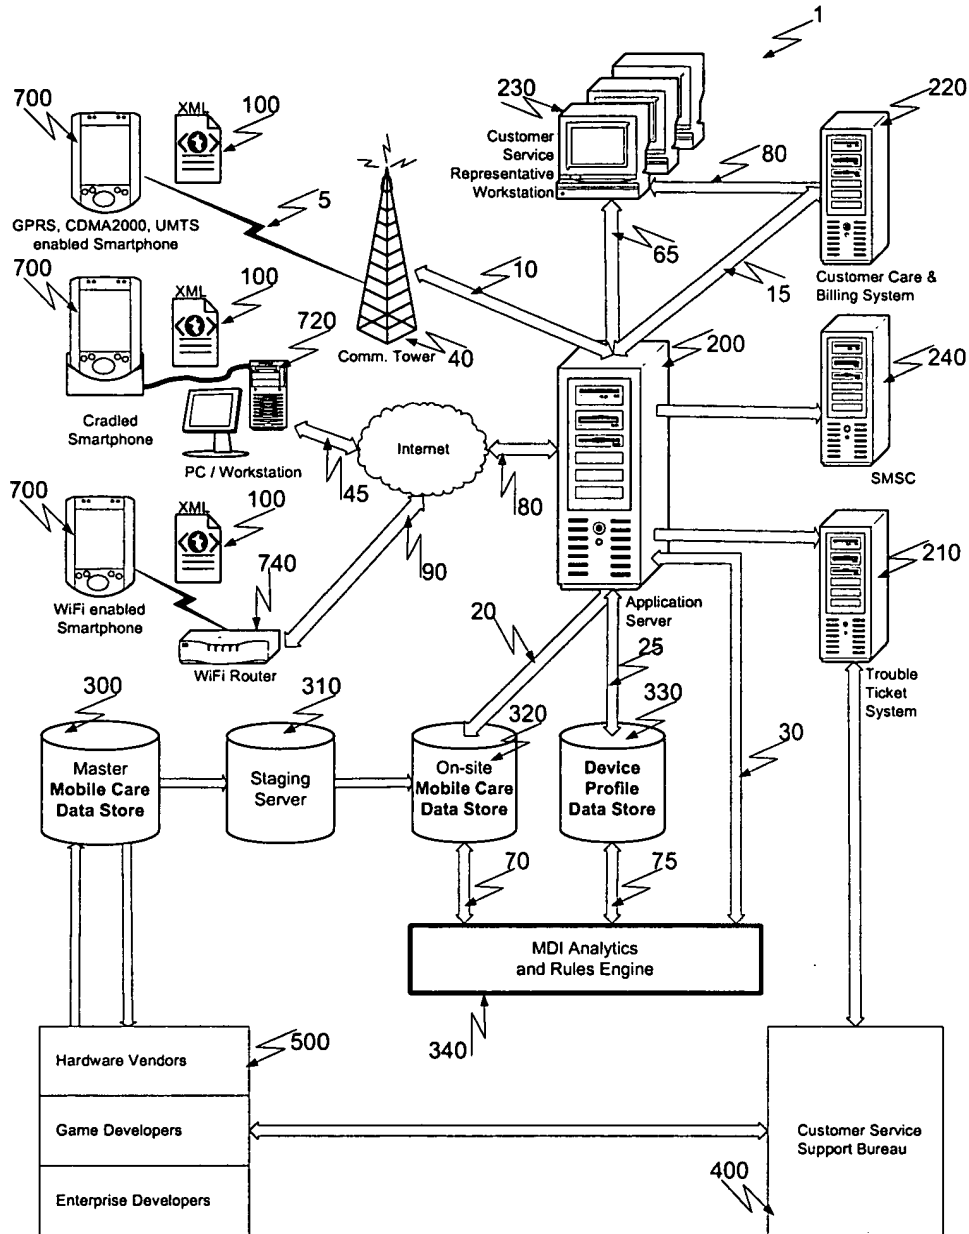 1
230
220
700
XML
100
Customer
Service
Representative
Workstation
80
5
GPRS, CDMA2000, UMTS
enabled Smartphone
65
10
15
Customer Care &
Billing System
700
XML
100
720
Comm. Tower
40
200
240
Cradled
Smartphone
PC / Workstation
Internet
45
80
SMSC
700
XML
100
90
740
210
WiFi enabled
Smartphone
WiFi Router
20
Application
Server
25
Trouble
Ticket
System
300
310
320
330
30
Master
Mobile Care
Data Store
Staging
Server
On-site
Mobile Care
Data Store
Device
Profile
Data Store
70
75
MDI Analytics
and Rules Engine
340
500
Hardware Vendors
Game Developers
Enterprise Developers
Customer Service
Support Bureau
400